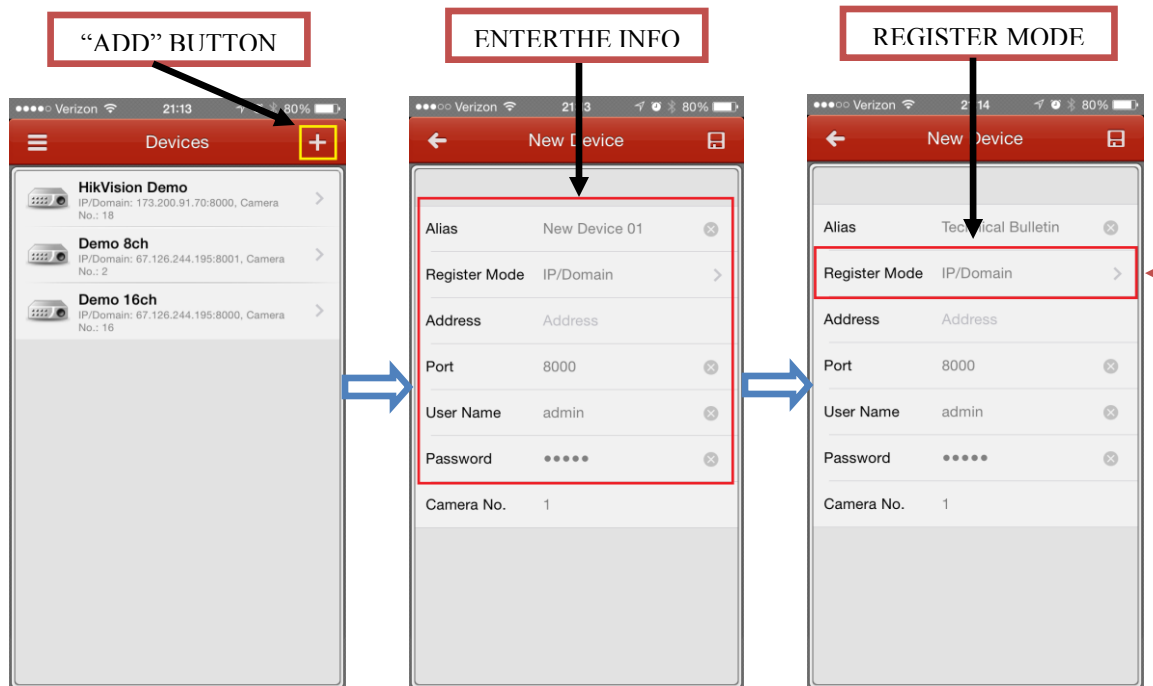 “ADD” BUTTON
ENTERTHE INFO
REGISTER MODE
Verizon 21:13 80%
Devices
HikVision Demo
IP/Domain: 173.200.91.70:8000, Camera
No.: 18
Demo 8ch
IP/Domain: 67.126.244.195:8001, Camera
No.: 2
Demo 16ch
IP/Domain: 67.126.244.195:8000, Camera
No.: 16
Verizon 80%
New Device
Alias New Device 01
Register Mode IP/Domain
Address Address
Port 8000
User Name admin
Password •••••
Camera No. 1
Verizon 80%
New Device
Alias Technical Bulletin
Register Mode IP/Domain
Address Address
Port 8000
User Name admin
Password •••••
Camera No. 1